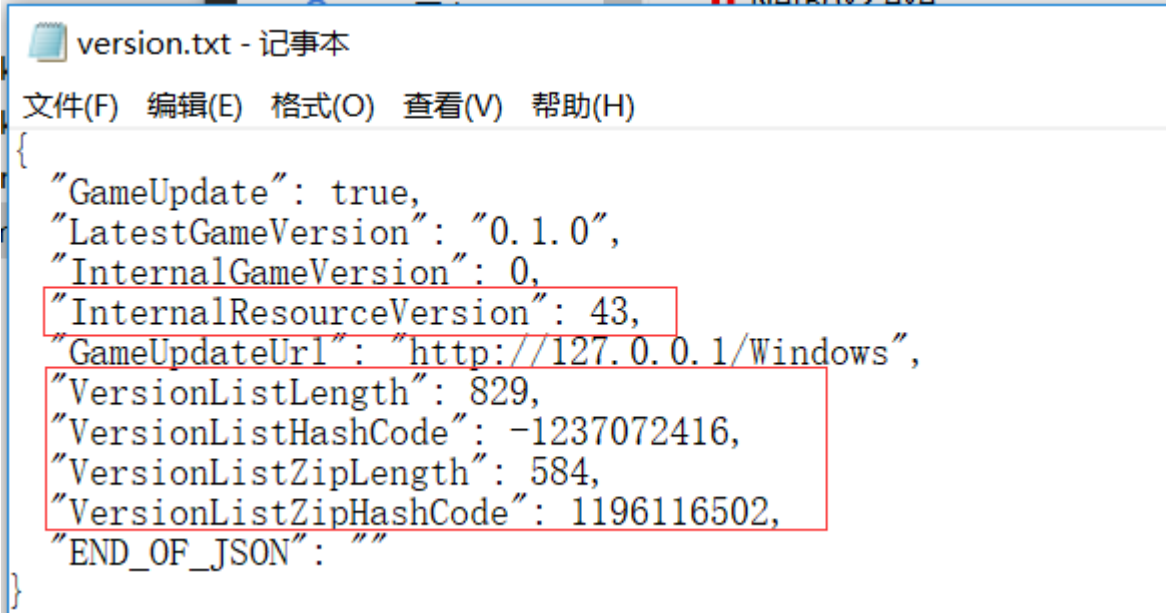 version.txt - 记事本
文件(F) 编辑(E) 格式(O) 查看(V) 帮助(H)
{
"GameUpdate": true,
"LatestGameVersion": "0.1.0",
"InternalGameVersion": 0,
"InternalResourceVersion": 43,
"GameUpdateUrl": "http://127.0.0.1/Windows",
"VersionListLength": 829,
"VersionListHashCode": -1237072416,
"VersionListZipLength": 584,
"VersionListZipHashCode": 1196116502,
"END_OF_JSON": ""
}